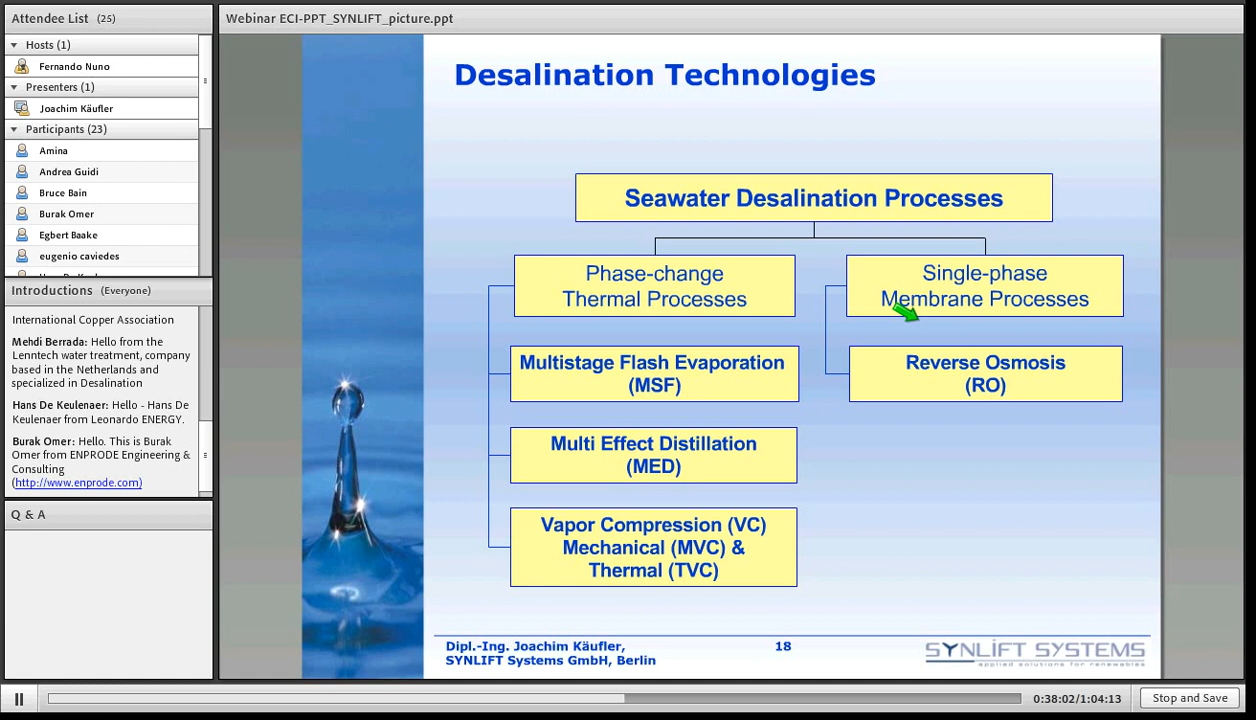 Attendee List (25)
Hosts (1)
Fernando Nuno
Presenters (1)
Joachim Käufler
Participants (23)
Amina
Andrea Guidi
Bruce Bain
Burak Omer
Egbert Baake
eugenio caviedes
Introductions (Everyone)
International Copper Association
Mehdi Berrada: Hello from the
Lenntech water treatment, company
based in the Netherlands and
specialized in Desalination
Hans De Keulenaer: Hello - Hans De
Keulenaer from Leonardo ENERGY.
Burak Omer: Hello. This is Burak
Omer from ENPRODE Engineering &
Consulting
(http://www.enprode.com)
Q & A
Webinar ECI-PPT_SYNLIFT_picture.ppt
Desalination Technologies
Seawater Desalination Processes
Phase-change
Thermal Processes
Single-phase
Membrane Processes
Multistage Flash Evaporation
(MSF)
Reverse Osmosis
(RO)
Multi Effect Distillation
(MED)
Vapor Compression (VC)
Mechanical (MVC) &
Thermal (TVC)
Dipl.-Ing. Joachim Käufler,
SYNLIFT Systems GmbH, Berlin
18
SYNLIFT SYSTEMS
applied solutions for renewables
0:38:02/1:04:13
Stop and Save